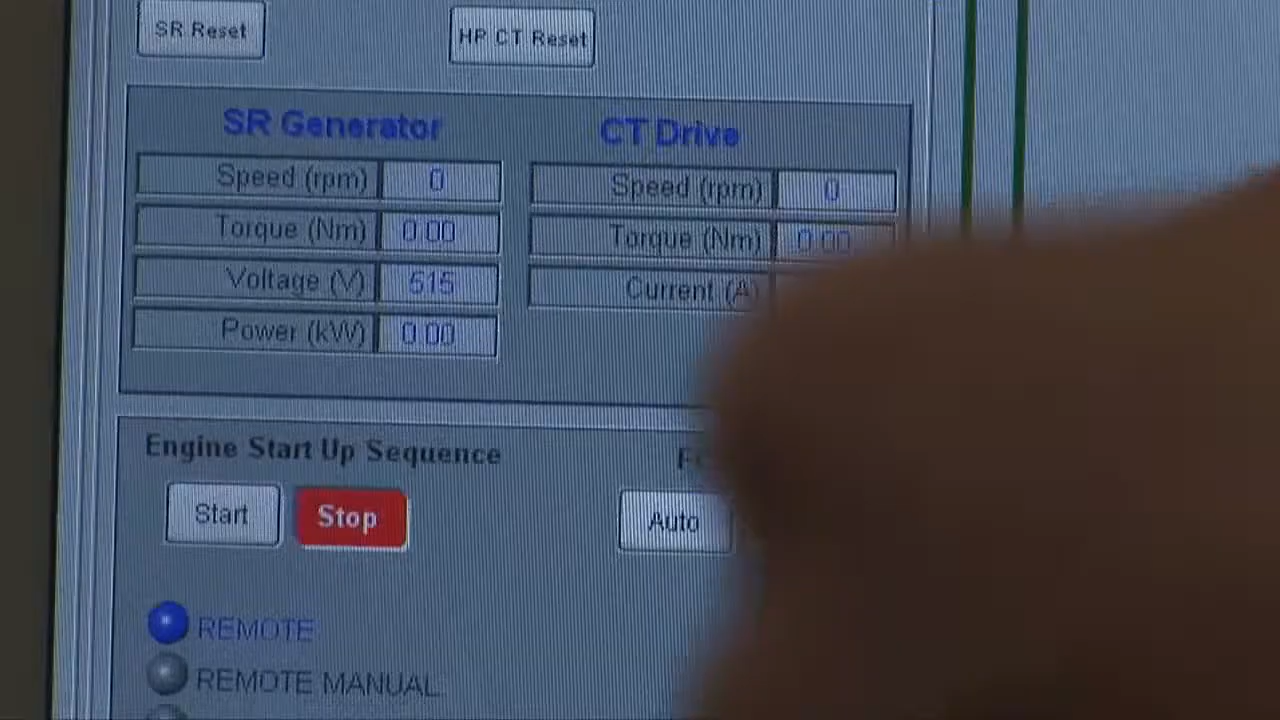 SR Reset
HP CT Reset
SR Generator
Speed (rpm) 0
Torque (Nm) 0.00
Voltage (V) 515
Power (kW) 0.00
CT Drive
Speed (rpm) 0
Torque (Nm) 0.00
Current (A)
Engine Start Up Sequence
Start Stop
Auto
REMOTE
REMOTE MANUAL